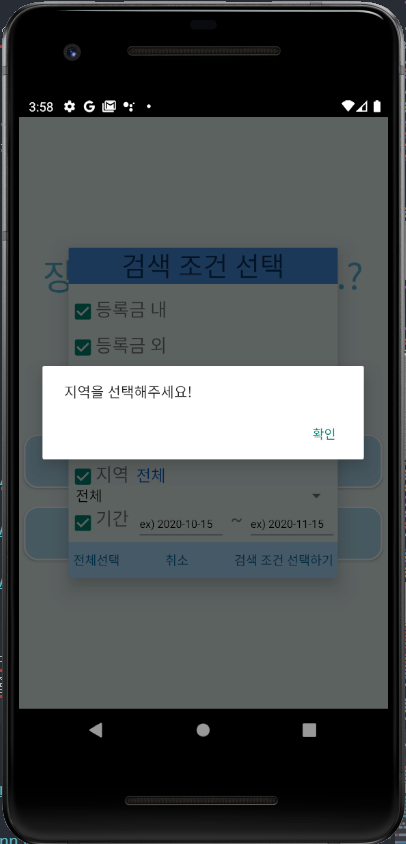 3:58
장 .?
검색 조건 선택
등록금 내
등록금 외
지역을 선택해주세요!
확인
지역 전체
전체
기간 ex) 2020-10-15 ~ ex) 2020-11-15
전체선택 취소 검색 조건 선택하기